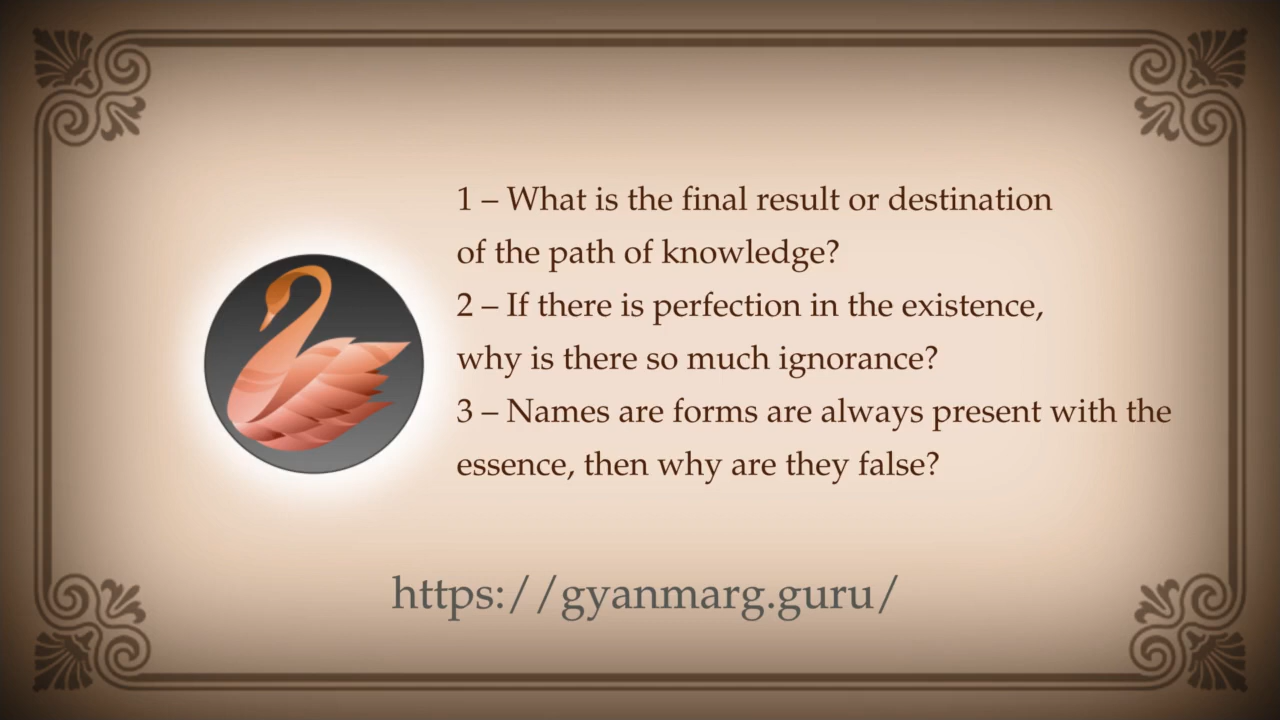 1 – What is the final result or destination
of the path of knowledge?
2 – If there is perfection in the existence,
why is there so much ignorance?
3 – Names are forms are always present with the
essence, then why are they false?
https://gyanmarg.guru/